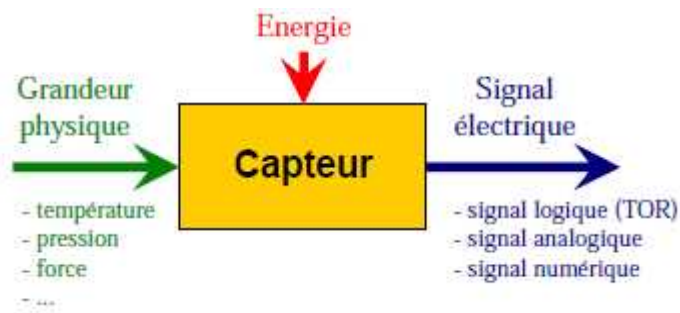 Energie
Grandeur
physique
Capteur
Signal
électrique
- température
- pression
- force
- ...
- signal logique (TOR)
- signal analogique
- signal numérique